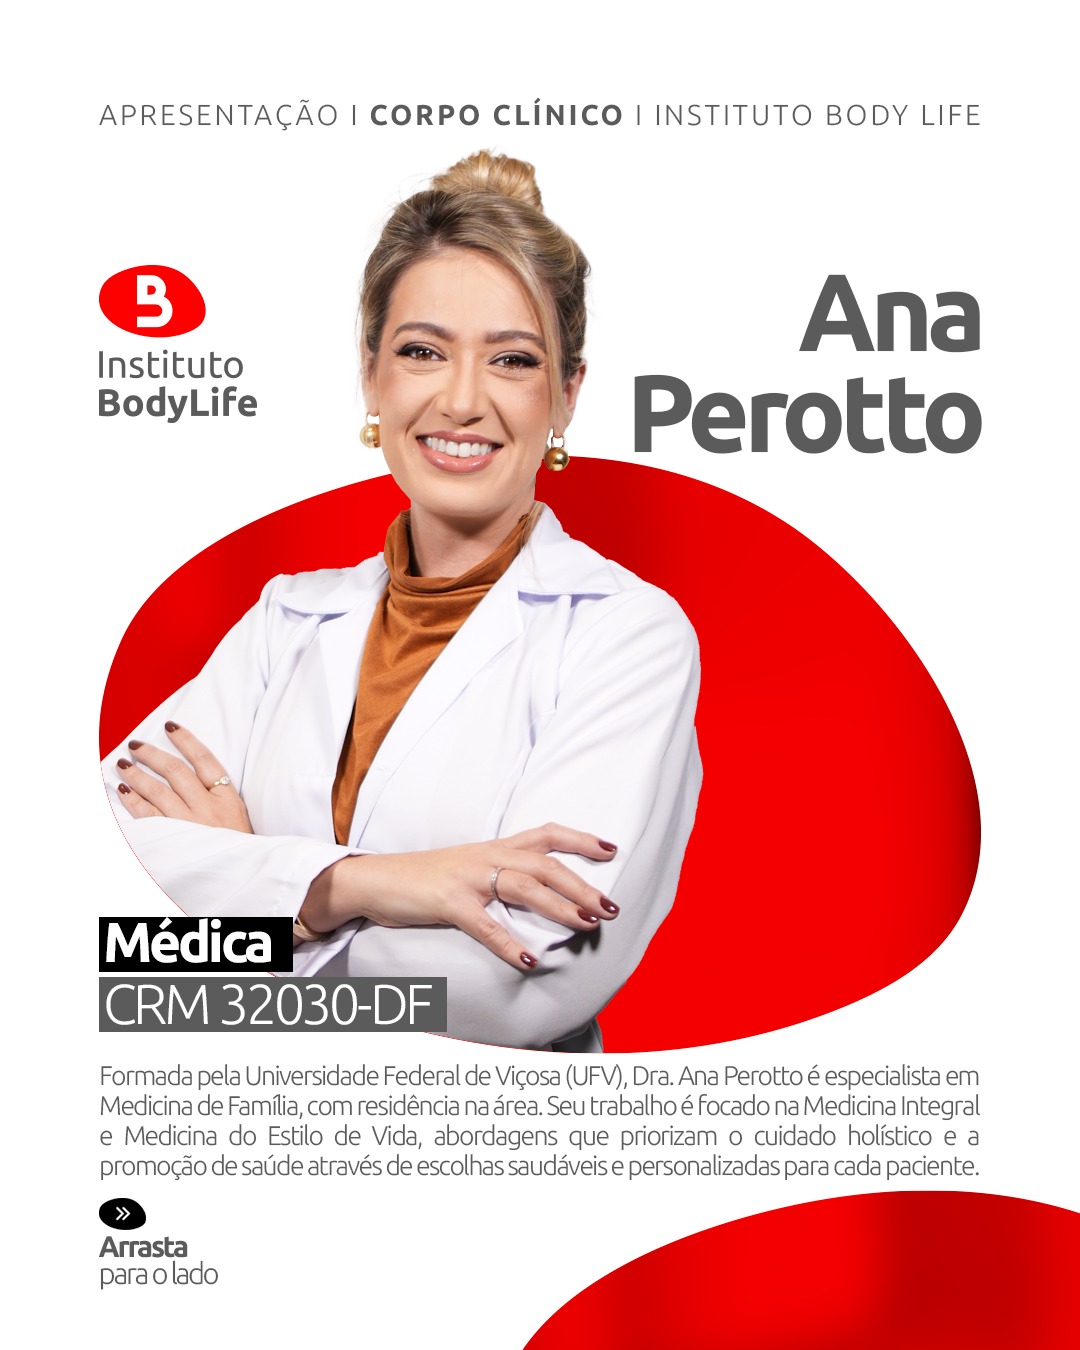 APRESENTAÇÃO I CORPO CLÍNICO I INSTITUTO BODY LIFE
B
Instituto
BodyLife
Ana
Perotto
Médica
CRM 32030-DF
Formada pela Universidade Federal de Viçosa (UFV), Dra. Ana Perotto é especialista em
Medicina de Família, com residência na área. Seu trabalho é focado na Medicina Integral
e Medicina do Estilo de Vida, abordagens que priorizam o cuidado holístico e a
promoção de saúde através de escolhas saudáveis e personalizadas para cada paciente.
Arrasta
para o lado